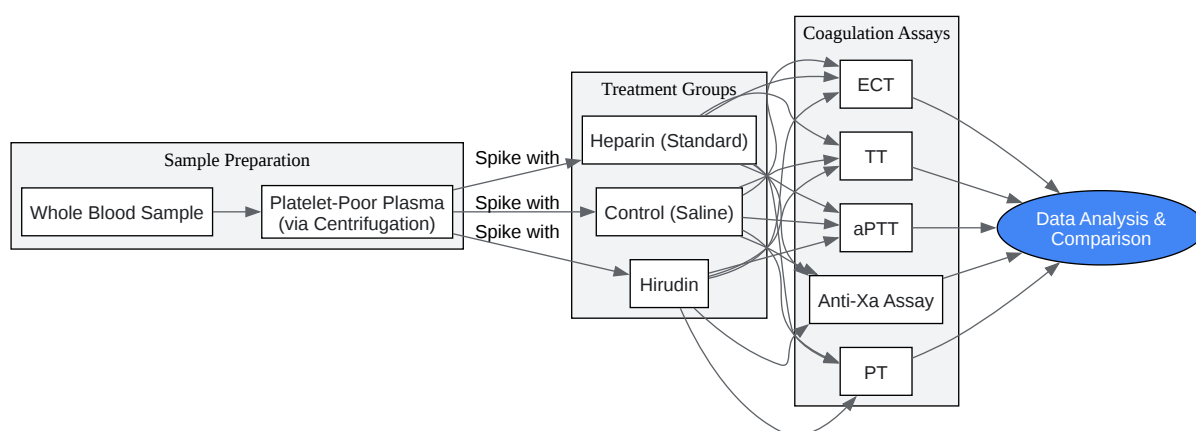 Sample Preparation
Whole Blood Sample
Platelet-Poor Plasma
(via Centrifugation)
Spike with
Spike with
Spike with
Treatment Groups
Heparin (Standard)
Control (Saline)
Hirudin
Coagulation Assays
ECT
TT
aPTT
Anti-Xa Assay
PT
Data Analysis &
Comparison